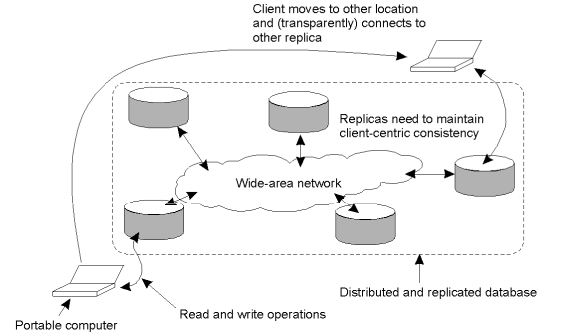 Client moves to other location
and (transparently) connects to
other replica
Replicas need to maintain
client-centric consistency
Wide-area network
Distributed and replicated database
Read and write operations
Portable computer